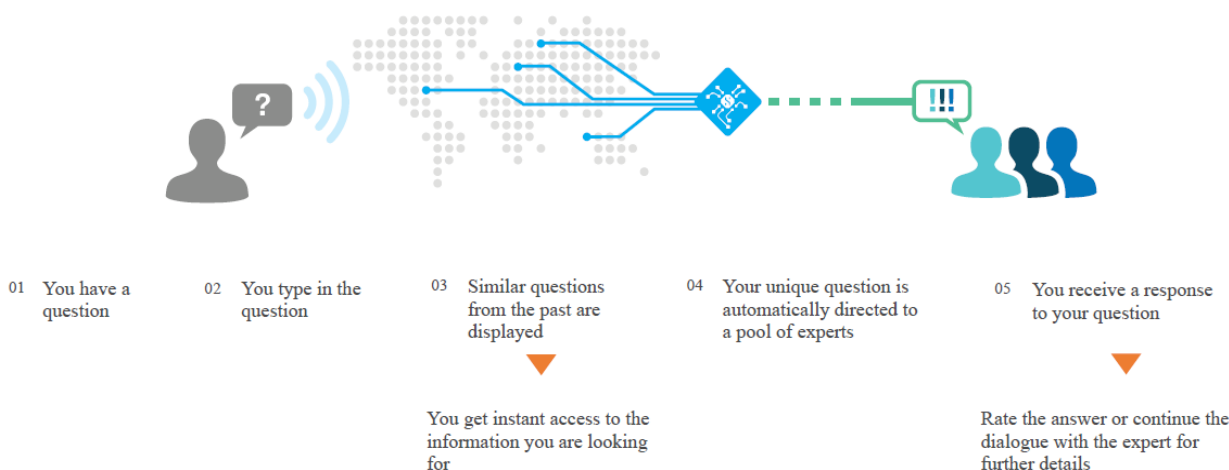 ?
!!!
01 You have a
question
02 You type in the
question
03 Similar questions
from the past are
displayed
You get instant access to the
information you are looking
for
04 Your unique question is
automatically directed to
a pool of experts
05 You receive a response
to your question
Rate the answer or continue the
dialogue with the expert for
further details